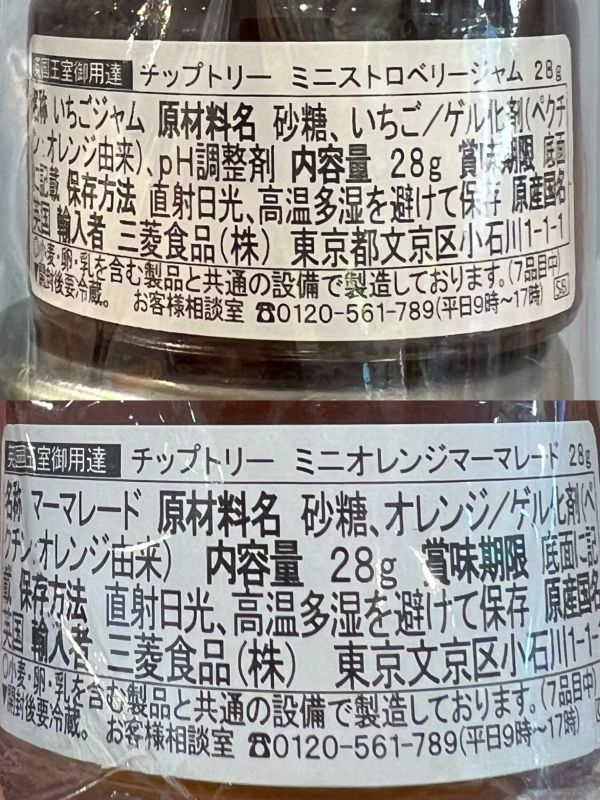 英国王室御用達 チップトリー ミニストロベリージャム 28g
名称 いちごジャム 原材料名 砂糖、いちご/ゲル化剤(ペクチ
ン:オレンジ由来)、pH調整剤 内容量 28g 賞味期限 底面
に記載 保存方法 直射日光、高温多湿を避けて保存 原産国名
英国 輸入者 三菱食品(株) 東京都文京区小石川1-1-1
○小麦・卵・乳を含む製品と共通の設備で製造しております。(7品目中)
開封後要冷蔵。 お客様相談室 ☎0120-561-789(平日9時～17時)
英国王室御用達 チップトリー ミニオレンジマーマレード 28g
名称 マーマレード 原材料名 砂糖、オレンジ/ゲル化剤(ペ
クチン:オレンジ由来) 内容量 28g 賞味期限 底面に記
載 保存方法 直射日光、高温多湿を避けて保存 原産国名
英国 輸入者 三菱食品(株) 東京文京区小石川1-1-
○小麦・卵・乳を含む製品と共通の設備で製造しております。(7品目中)
開封後要冷蔵。 お客様相談室 ☎0120-561-789(平日9時～17時)